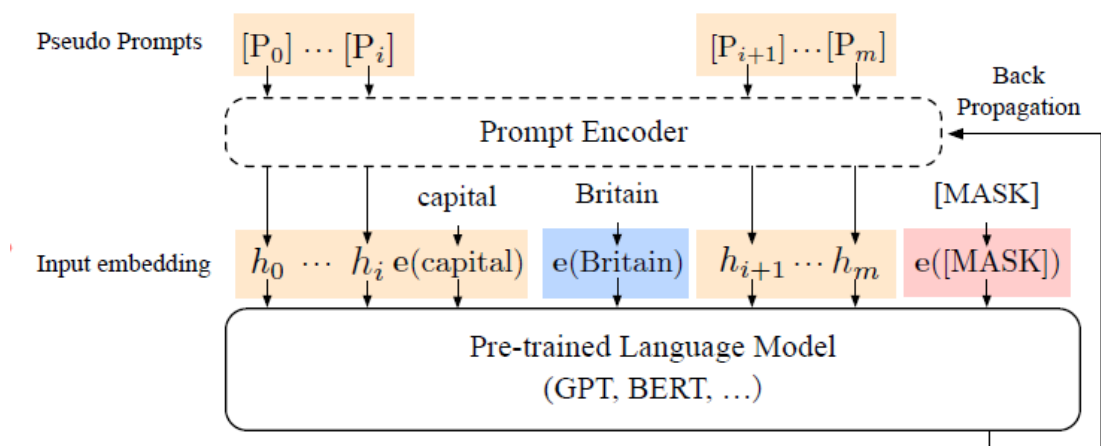 Pseudo Prompts [P₀] ⋯ [Pᵢ] [Pᵢ₊₁] ⋯ [Pₘ]
Back
Propagation
Prompt Encoder
capital Britain [MASK]
Input embedding h₀ ⋯ hᵢ e(capital) e(Britain) hᵢ₊₁ ⋯ hₘ e([MASK])
Pre-trained Language Model
(GPT, BERT, …)